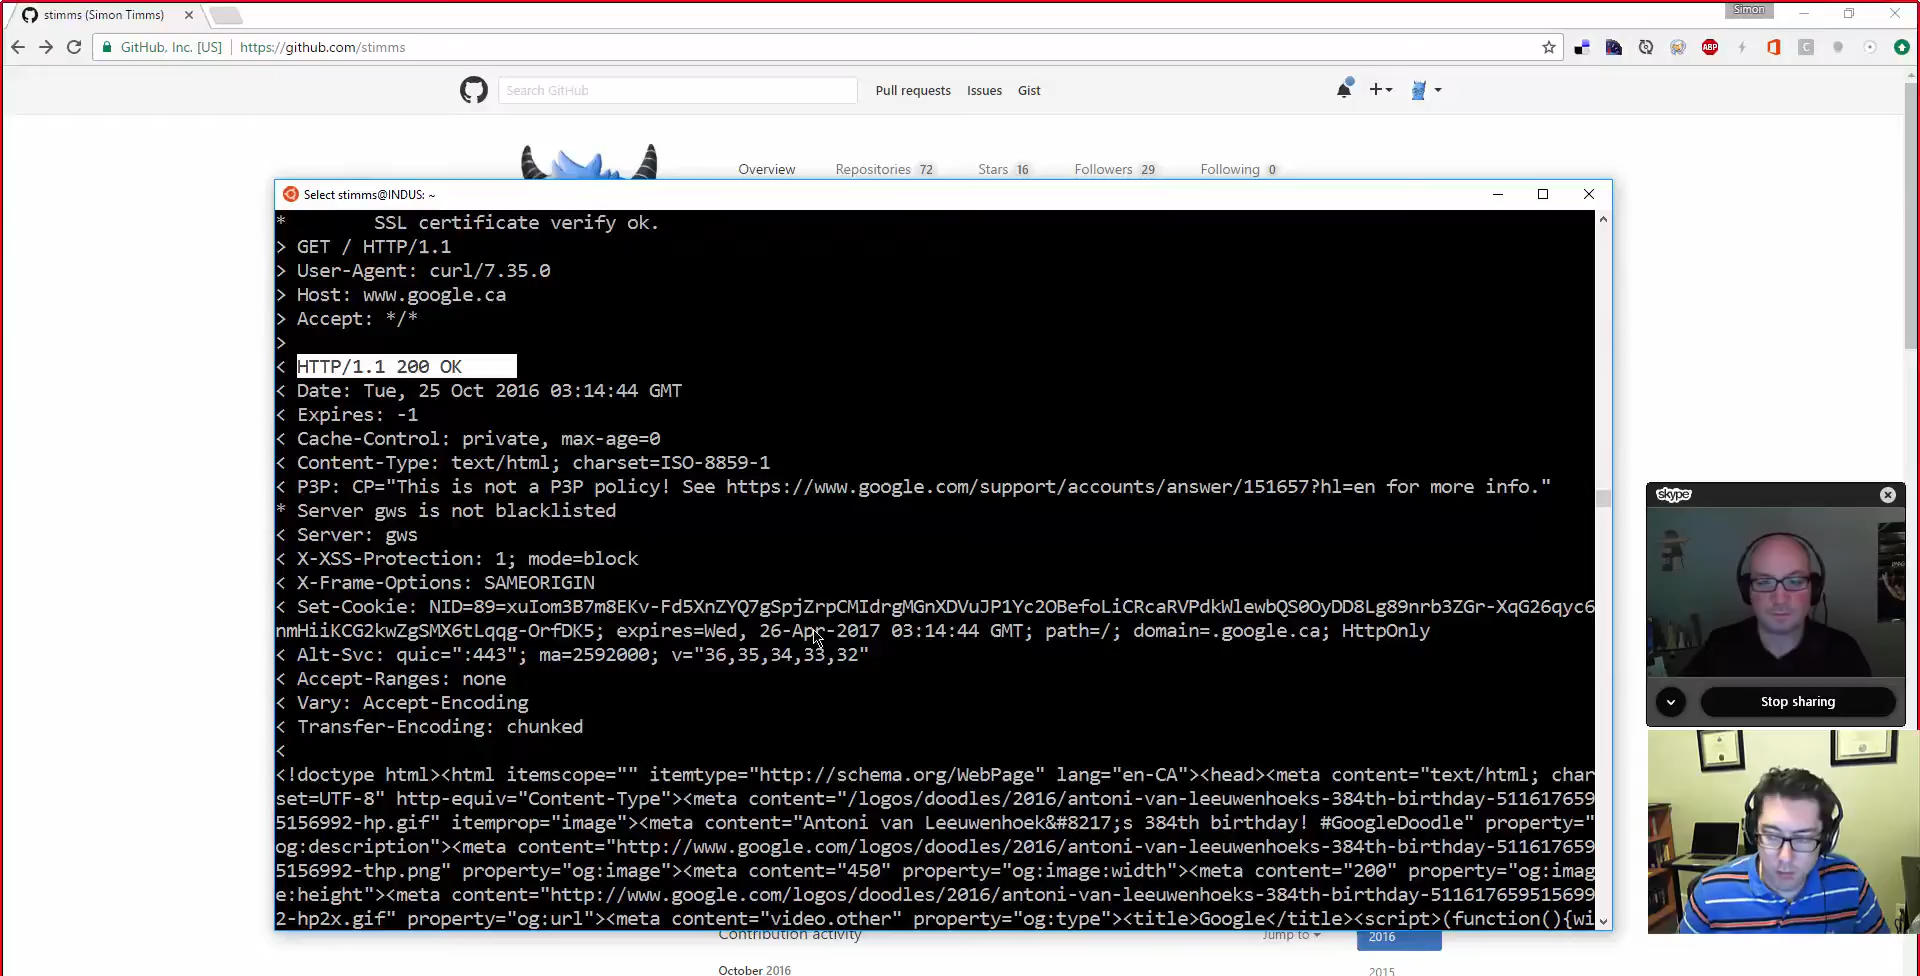 stimms (Simon Timms)
Simon
GitHub, Inc. [US] | https://github.com/stimms
ABP
C
Search GitHub
Pull requests Issues Gist
Overview Repositories 72 Stars 16 Followers 29 Following 0
Select stimms@INDUS: ~
* SSL certificate verify ok.
> GET / HTTP/1.1
> User-Agent: curl/7.35.0
> Host: www.google.ca
> Accept: */*
>
< HTTP/1.1 200 OK
< Date: Tue, 25 Oct 2016 03:14:44 GMT
< Expires: -1
< Cache-Control: private, max-age=0
< Content-Type: text/html; charset=ISO-8859-1
< P3P: CP="This is not a P3P policy! See https://www.google.com/support/accounts/answer/151657?hl=en for more info."
* Server gws is not blacklisted
< Server: gws
< X-XSS-Protection: 1; mode=block
< X-Frame-Options: SAMEORIGIN
< Set-Cookie: NID=89=xuIom3B7m8EKv-Fd5XnZYQ7gSpjZrpCMIdrgMGnXDVuJP1Yc2OBefoLiCRcaRVPdkWlewbQS0OyDD8Lg89nrb3ZGr-XqG26qyc6
nmHiiKCG2kwZgSMX6tLqqg-OrfDK5; expires=Wed, 26-Apr-2017 03:14:44 GMT; path=/; domain=.google.ca; HttpOnly
< Alt-Svc: quic=":443"; ma=2592000; v="36,35,34,33,32"
< Accept-Ranges: none
< Vary: Accept-Encoding
< Transfer-Encoding: chunked
<
<!doctype html><html itemscope="" itemtype="http://schema.org/WebPage" lang="en-CA"><head><meta content="text/html; char
set=UTF-8" http-equiv="Content-Type"><meta content="/logos/doodles/2016/antoni-van-leeuwenhoeks-384th-birthday-511617659
5156992-hp.gif" itemprop="image"><meta content="Antoni van Leeuwenhoek&#8217;s 384th birthday! #GoogleDoodle" property="
og:description"><meta content="http://www.google.com/logos/doodles/2016/antoni-van-leeuwenhoeks-384th-birthday-511617659
5156992-thp.png" property="og:image"><meta content="450" property="og:image:width"><meta content="200" property="og:imag
e:height"><meta content="http://www.google.com/logos/doodles/2016/antoni-van-leeuwenhoeks-384th-birthday-511617659515699
2-hp2x.gif" property="og:url"><meta content="video.other" property="og:type"><title>Google</title><script>(function(){wi
skype
Stop sharing
Contribution activity
Jump to
2016
October 2016
2015